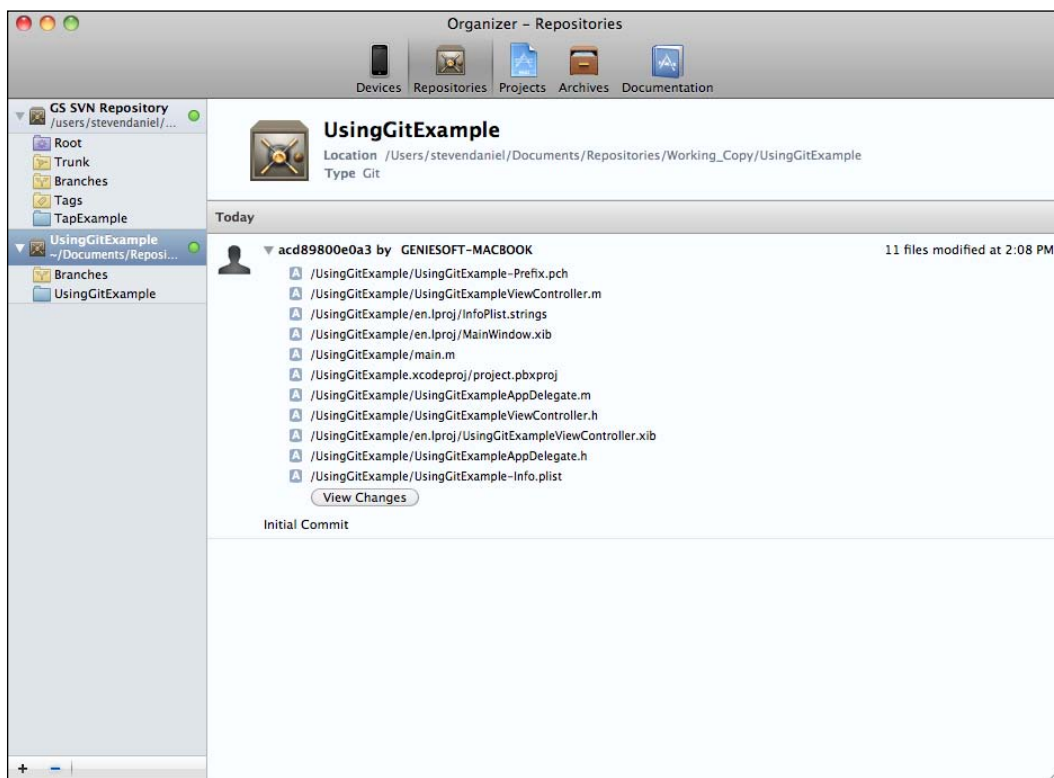 Organizer – Repositories
Devices Repositories Projects Archives Documentation
GS SVN Repository
/users/stevendaniel/...
Root
Trunk
Branches
Tags
TapExample
UsingGitExample
~/Documents/Reposi...
Branches
UsingGitExample
UsingGitExample
Location /Users/stevendaniel/Documents/Repositories/Working_Copy/UsingGitExample
Type Git
Today
acd89800e0a3 by GENIESOFT-MACBOOK 11 files modified at 2:08 PM
A /UsingGitExample/UsingGitExample-Prefix.pch
A /UsingGitExample/UsingGitExampleViewController.m
A /UsingGitExample/en.lproj/InfoPlist.strings
A /UsingGitExample/en.lproj/MainWindow.xib
A /UsingGitExample/main.m
A /UsingGitExample.xcodeproj/project.pbxproj
A /UsingGitExample/UsingGitExampleAppDelegate.m
A /UsingGitExample/UsingGitExampleViewController.h
A /UsingGitExample/en.lproj/UsingGitExampleViewController.xib
A /UsingGitExample/UsingGitExampleAppDelegate.h
A /UsingGitExample/UsingGitExample-Info.plist
View Changes
Initial Commit